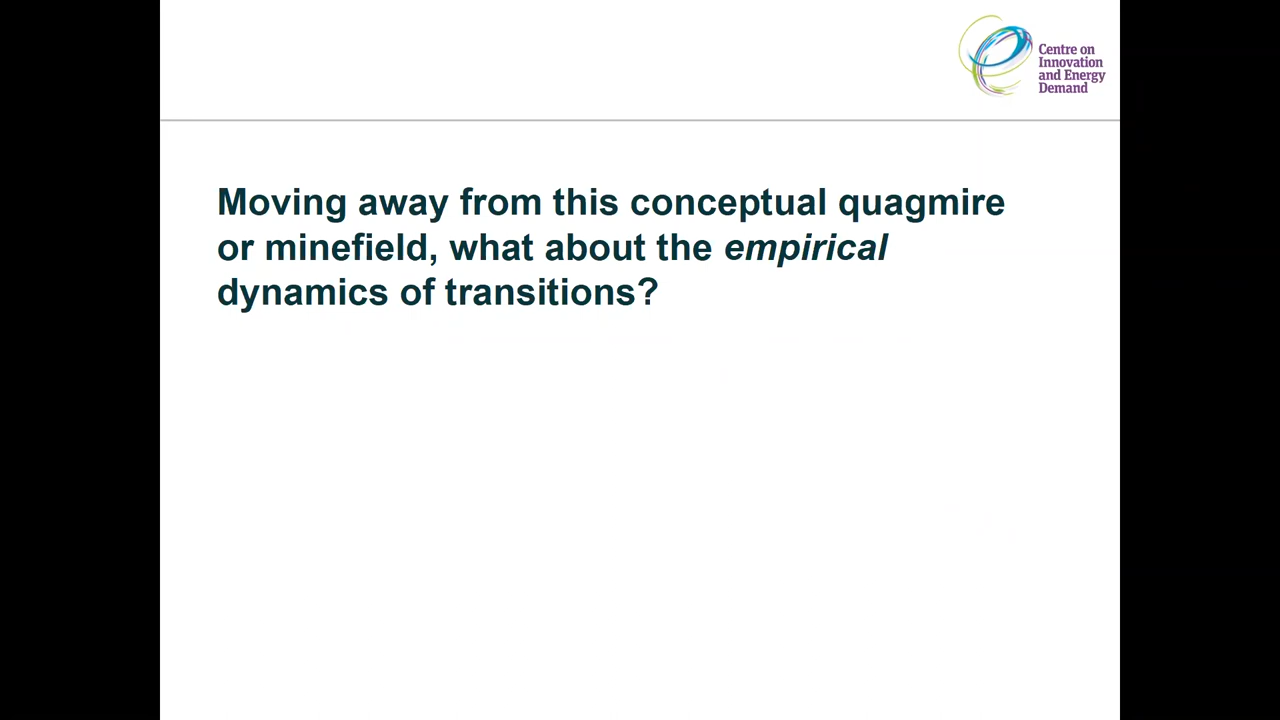 Centre on
Innovation
and Energy
Demand
Moving away from this conceptual quagmire
or minefield, what about the empirical
dynamics of transitions?